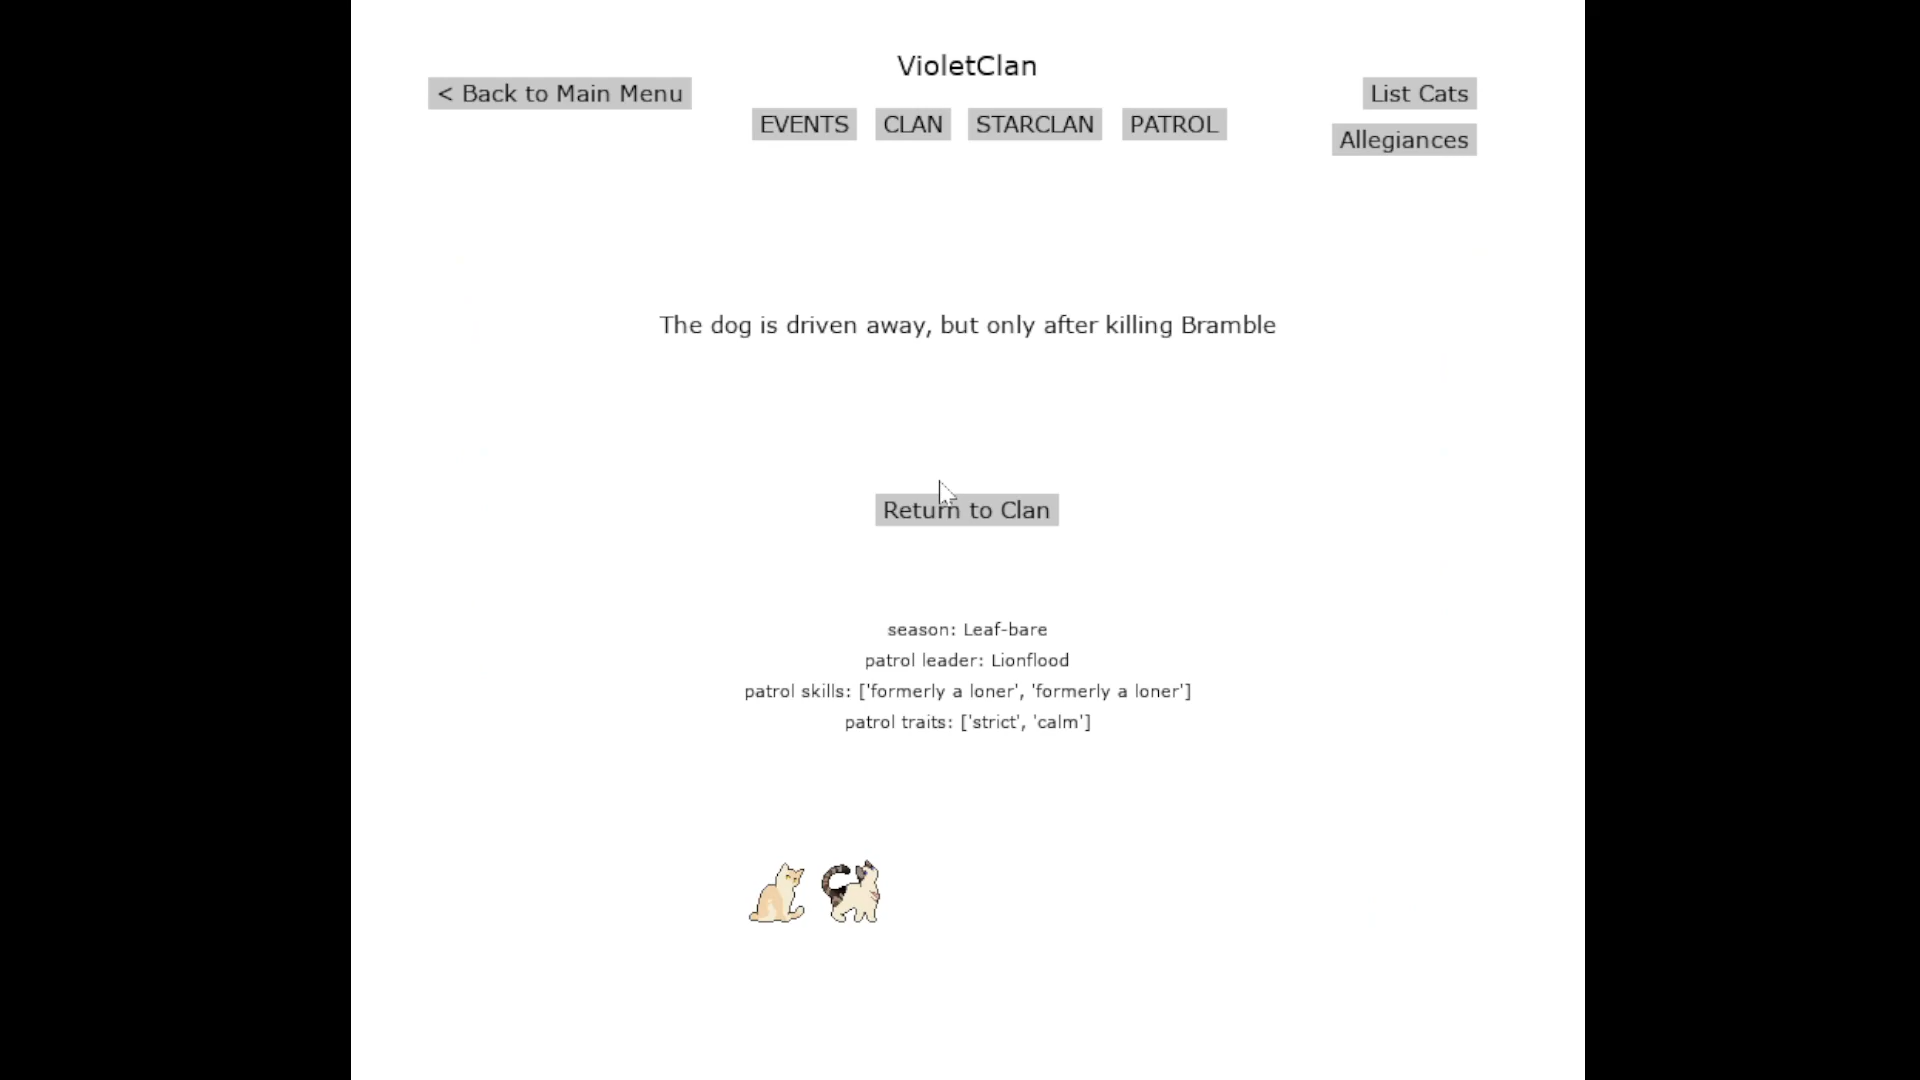 VioletClan
< Back to Main Menu
List Cats
EVENTS CLAN STARCLAN PATROL
Allegiances
The dog is driven away, but only after killing Bramble
Return to Clan
season: Leaf-bare
patrol leader: Lionflood
patrol skills: ['formerly a loner', 'formerly a loner']
patrol traits: ['strict', 'calm']